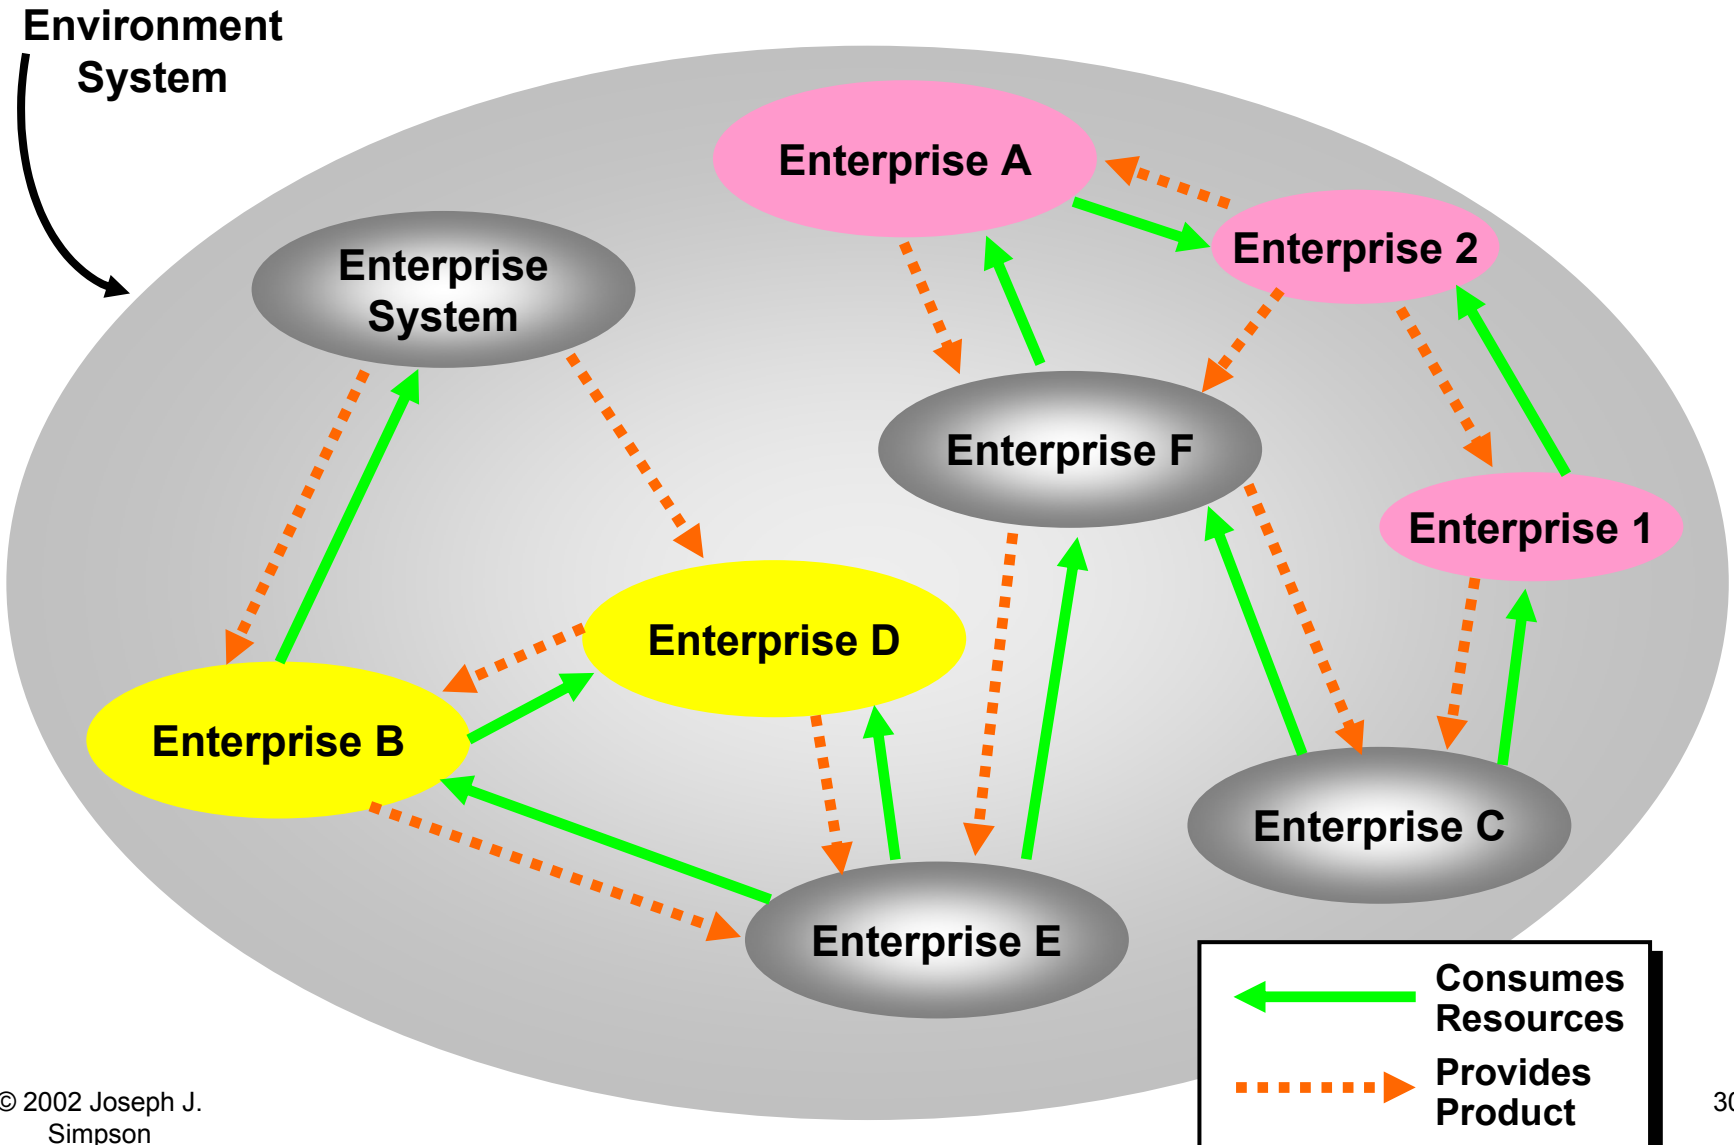 Environment
System
Enterprise A
Enterprise 2
Enterprise
System
Enterprise F
Enterprise 1
Enterprise D
Enterprise B
Enterprise C
Enterprise E
Consumes
Resources
Provides
Product
© 2002 Joseph J.
Simpson
30